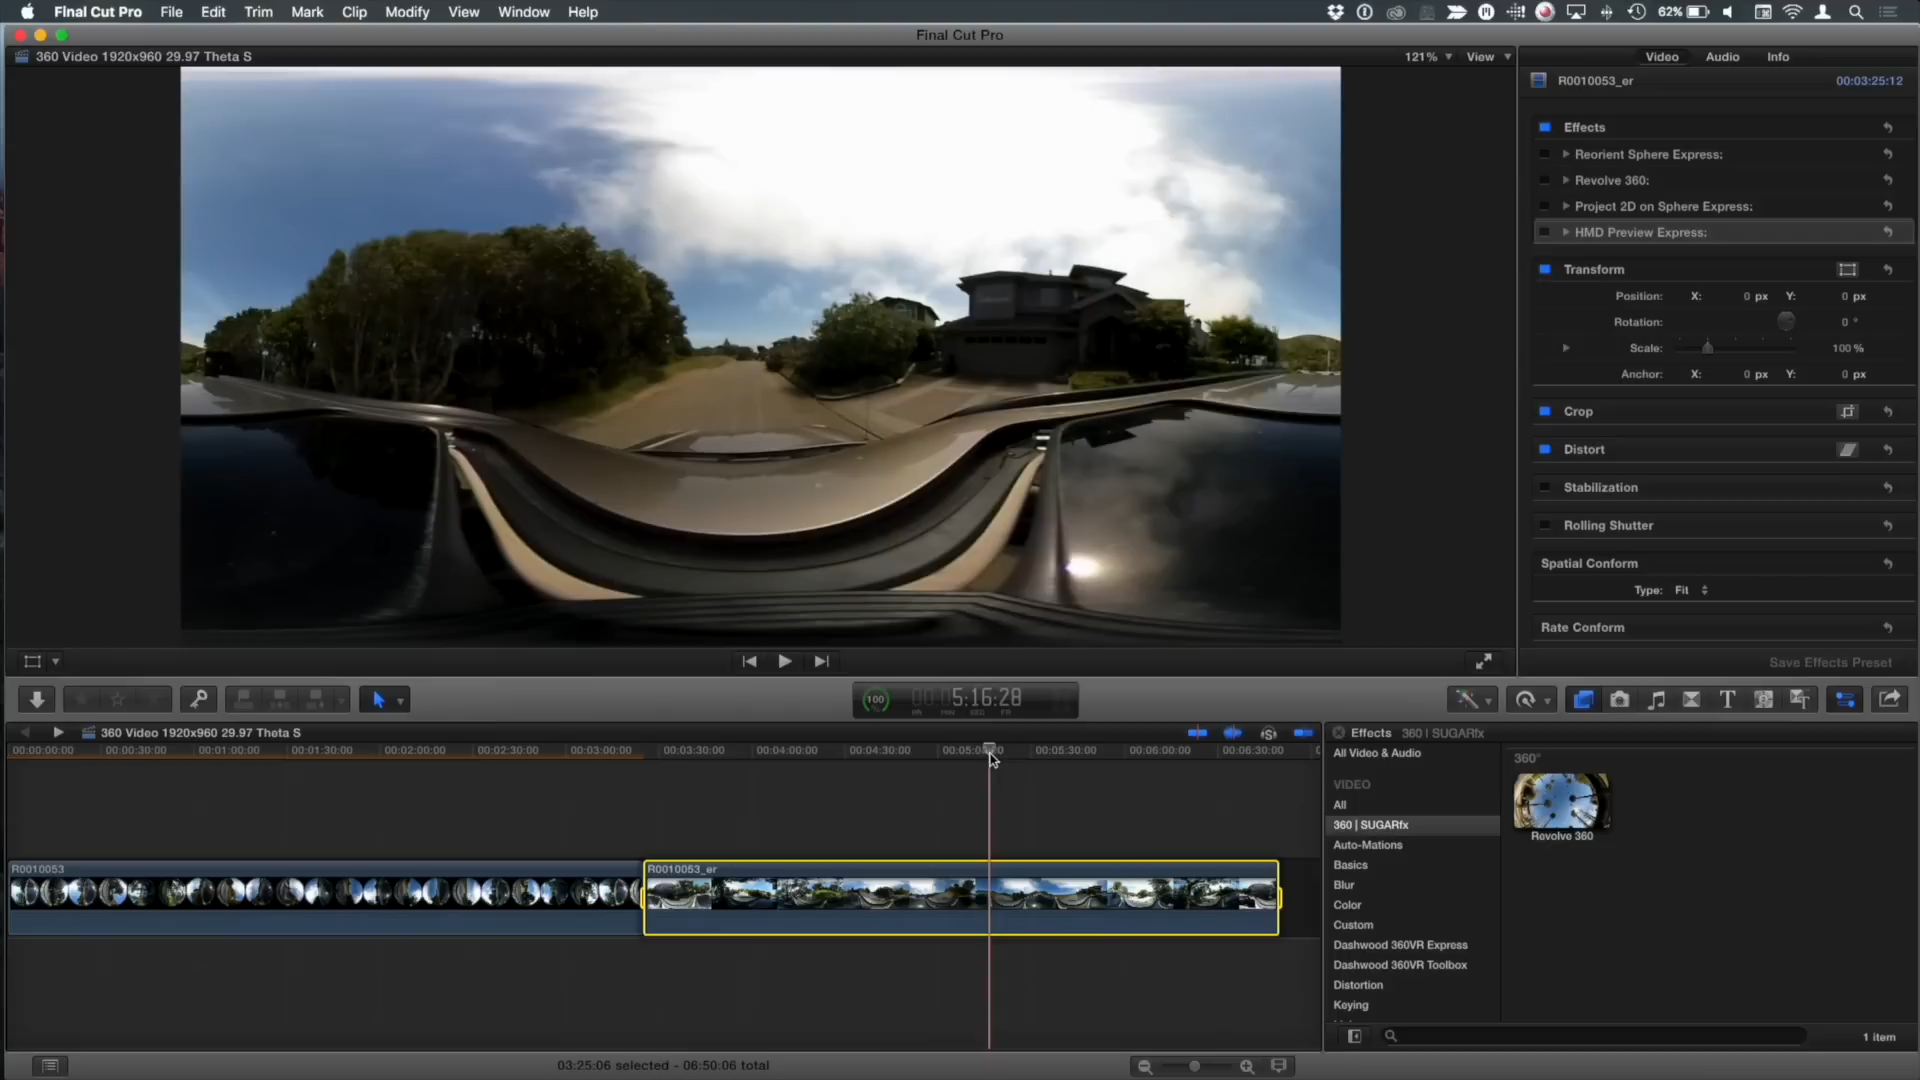 Final Cut Pro File Edit Trim Mark Clip Modify View Window Help 62%
Final Cut Pro
360 Video 1920x960 29.97 Theta S 121% View Video Audio Info
R0010053_er 00:03:25:12
Effects
Reorient Sphere Express:
Revolve 360:
Project 2D on Sphere Express:
HMD Preview Express:
Transform
Position: X: 0 px Y: 0 px
Rotation: 0 °
Scale: 100 %
Anchor: X: 0 px Y: 0 px
Crop
Distort
Stabilization
Rolling Shutter
Spatial Conform
Type: Fit
Rate Conform
Save Effects Preset
100 5:16:28
HR MIN SEC FR
360 Video 1920x960 29.97 Theta S
00:00:00:00 00:00:30:00 00:01:00:00 00:01:30:00 00:02:00:00 00:02:30:00 00:03:00:00 00:03:30:00 00:04:00:00 00:04:30:00 00:05:30:00 00:06:00:00 00:06:30:00
R0010053
R0010053_er
Effects 360 | SUGARfx
All Video & Audio
VIDEO
All
360 | SUGARfx
Auto-Mations
Basics
Blur
Color
Custom
Dashwood 360VR Express
Dashwood 360VR Toolbox
Distortion
Keying
360°
Revolve 360
1 item
03:25:06 selected - 06:50:06 total